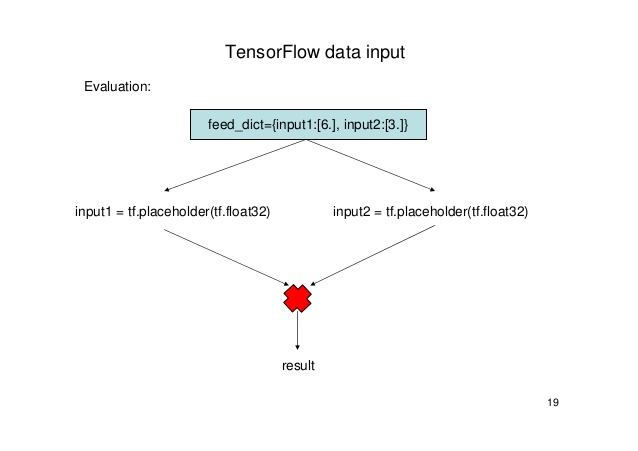 TensorFlow data input
Evaluation:
feed_dict={input1:[6.], input2:[3.]}
input1 = tf.placeholder(tf.float32)
input2 = tf.placeholder(tf.float32)
result
19